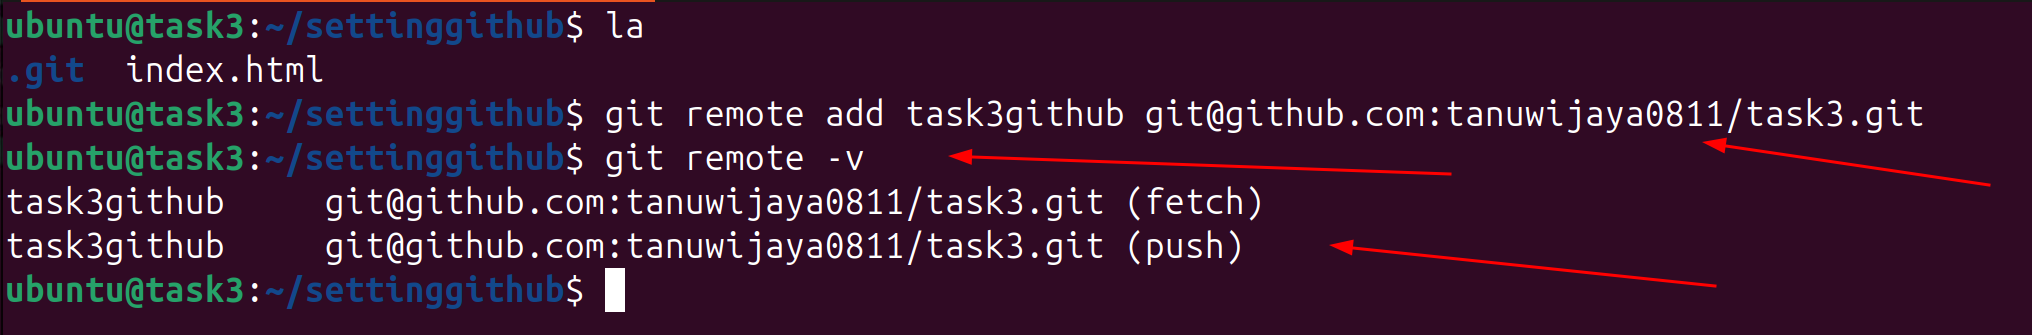 ubuntu@task3:~/settinggithub$ la
.git  index.html
ubuntu@task3:~/settinggithub$ git remote add task3github git@github.com:tanuwijaya0811/task3.git
ubuntu@task3:~/settinggithub$ git remote -v
task3github     git@github.com:tanuwijaya0811/task3.git (fetch)
task3github     git@github.com:tanuwijaya0811/task3.git (push)
ubuntu@task3:~/settinggithub$